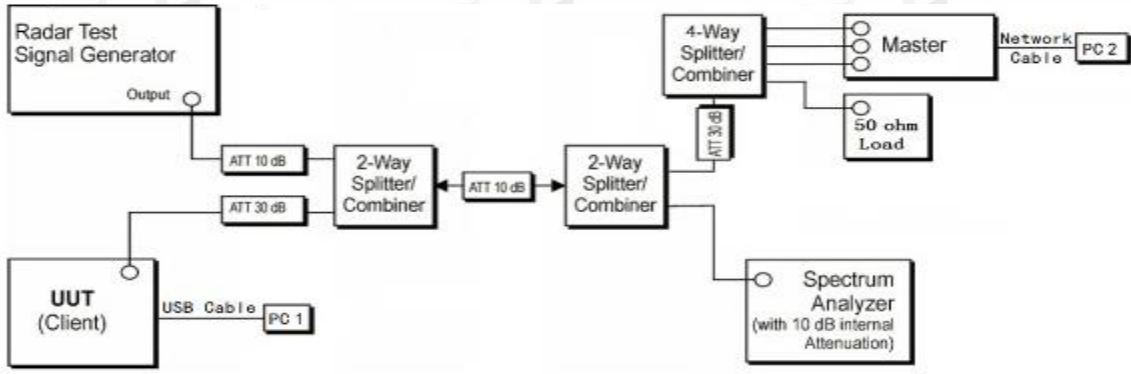 Radar Test
Signal Generator
Output
ATT 10 dB
ATT 30 dB
2-Way
Splitter/
Combiner
ATT 10 dB
2-Way
Splitter/
Combiner
ATT 30 dB
4-Way
Splitter/
Combiner
Master
Network
Cable
PC 2
50 ohm
Load
UUT
(Client)
USB Cable
PC 1
Spectrum
Analyzer
(with 10 dB internal
Attenuation)